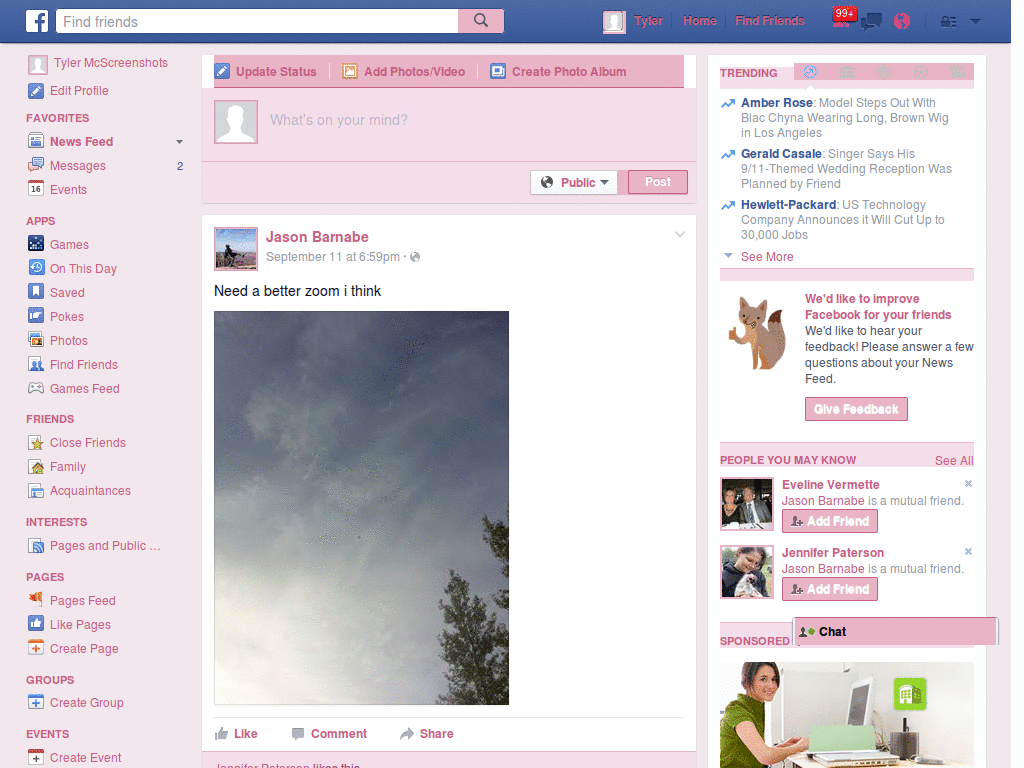 Find friends
Tyler Home Find Friends 99+
Tyler McScreenshots
Edit Profile
FAVORITES
News Feed
Messages 2
16 Events
APPS
Games
On This Day
Saved
Pokes
Photos
Find Friends
Games Feed
FRIENDS
Close Friends
Family
Acquaintances
INTERESTS
Pages and Public ...
PAGES
Pages Feed
Like Pages
Create Page
GROUPS
Create Group
EVENTS
Create Event
Update Status Add Photos/Video Create Photo Album
What's on your mind?
Public Post
Jason Barnabe
September 11 at 6:59pm ·
Need a better zoom i think
Like Comment Share
Jennifer Paterson likes this
TRENDING
Amber Rose: Model Steps Out With
Blac Chyna Wearing Long, Brown Wig
in Los Angeles
Gerald Casale: Singer Says His
9/11-Themed Wedding Reception Was
Planned by Friend
Hewlett-Packard: US Technology
Company Announces it Will Cut Up to
30,000 Jobs
See More
We'd like to improve
Facebook for your friends
We'd like to hear your
feedback! Please answer a few
questions about your News
Feed.
Give Feedback
PEOPLE YOU MAY KNOW See All
Eveline Vermette
Jason Barnabe is a mutual friend.
Add Friend
Jennifer Paterson
Jason Barnabe is a mutual friend.
Add Friend
Chat
SPONSORED